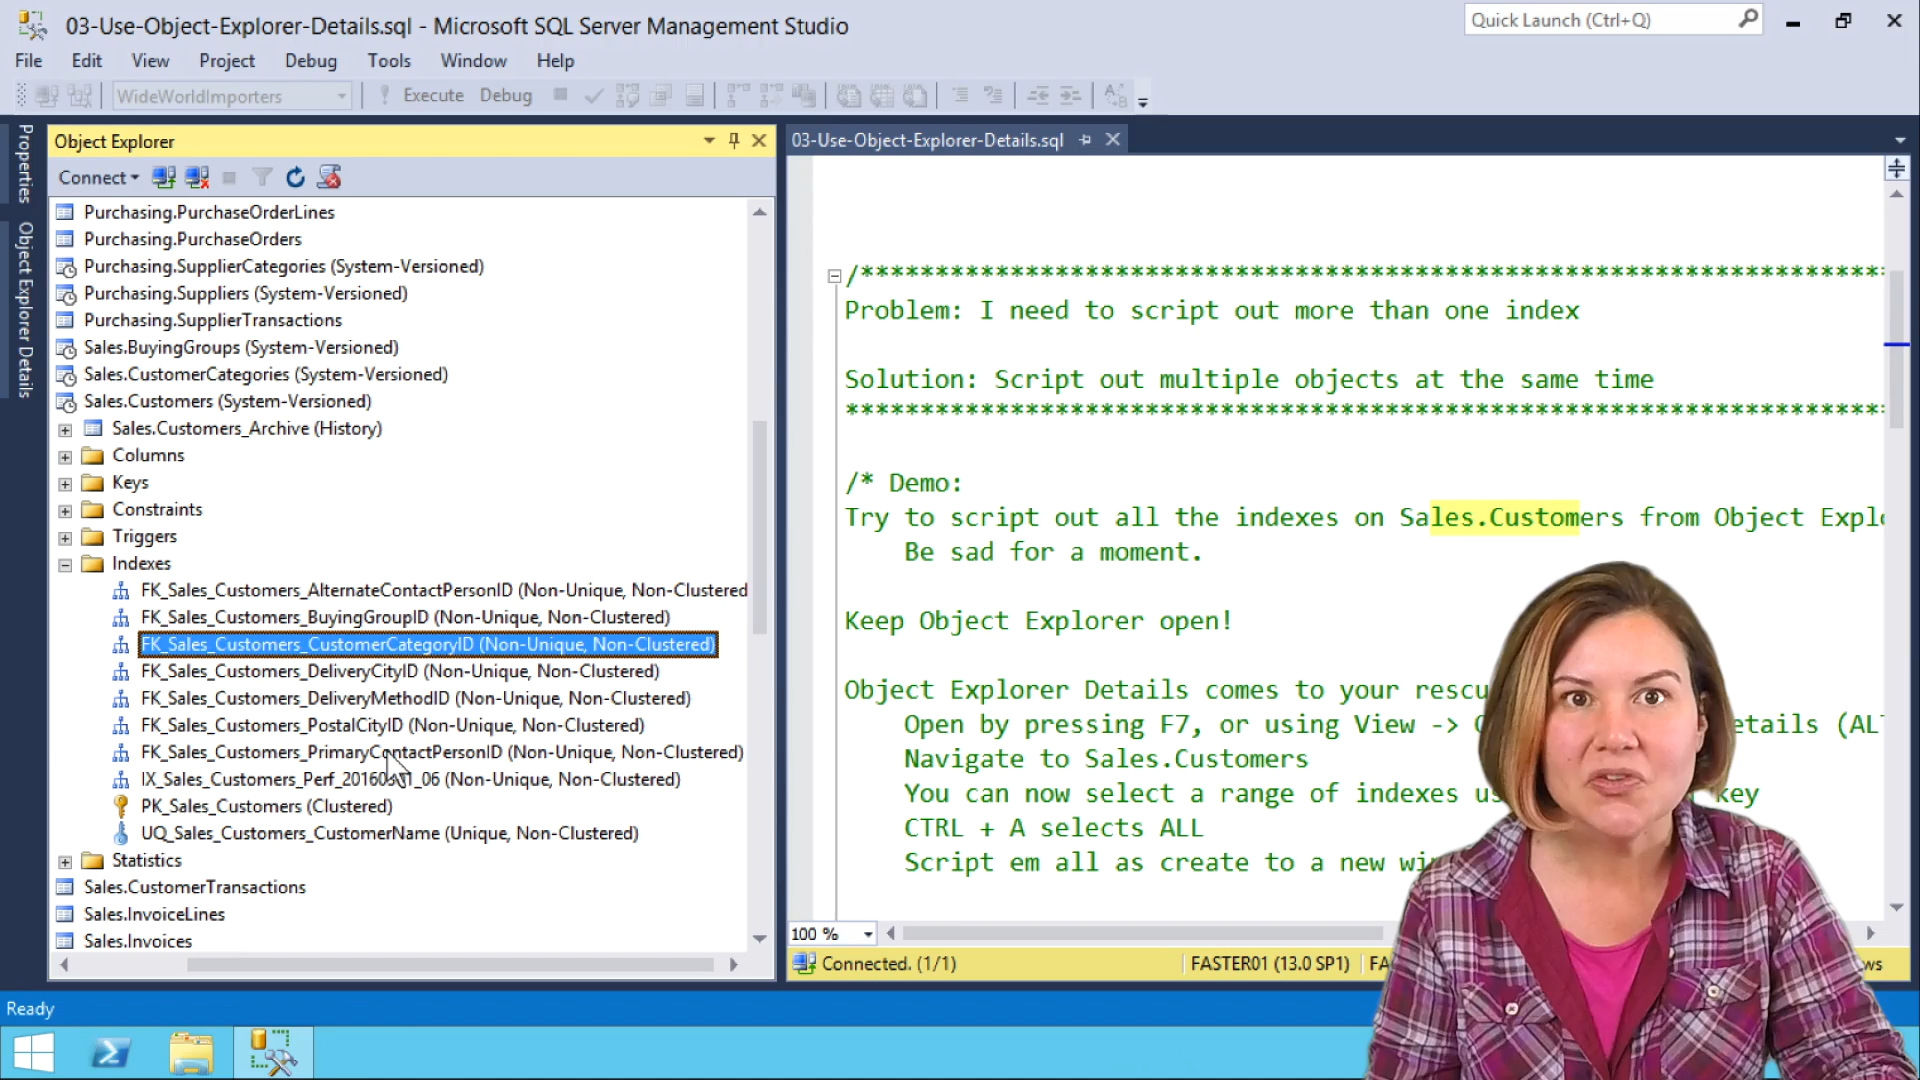 03-Use-Object-Explorer-Details.sql - Microsoft SQL Server Management Studio
Quick Launch (Ctrl+Q)
File Edit View Project Debug Tools Window Help
WideWorldImporters
Execute Debug
Properties
Object Explorer Details
Object Explorer
Connect
Purchasing.PurchaseOrderLines
Purchasing.PurchaseOrders
Purchasing.SupplierCategories (System-Versioned)
Purchasing.Suppliers (System-Versioned)
Purchasing.SupplierTransactions
Sales.BuyingGroups (System-Versioned)
Sales.CustomerCategories (System-Versioned)
Sales.Customers (System-Versioned)
Sales.Customers_Archive (History)
Columns
Keys
Constraints
Triggers
Indexes
FK_Sales_Customers_AlternateContactPersonID (Non-Unique, Non-Clustered
FK_Sales_Customers_BuyingGroupID (Non-Unique, Non-Clustered)
FK_Sales_Customers_CustomerCategoryID (Non-Unique, Non-Clustered)
FK_Sales_Customers_DeliveryCityID (Non-Unique, Non-Clustered)
FK_Sales_Customers_DeliveryMethodID (Non-Unique, Non-Clustered)
FK_Sales_Customers_PostalCityID (Non-Unique, Non-Clustered)
FK_Sales_Customers_PrimaryContactPersonID (Non-Unique, Non-Clustered)
(Non-Unique, Non-Clustered)
PK_Sales_Customers (Clustered)
UQ_Sales_Customers_CustomerName (Unique, Non-Clustered)
Statistics
Sales.CustomerTransactions
Sales.InvoiceLines
Sales.Invoices
03-Use-Object-Explorer-Details.sql
/**********************************************************************
Problem: I need to script out more than one index
Solution: Script out multiple objects at the same time
**********************************************************************
/* Demo:
Try to script out all the indexes on Sales.Customers from Object Expl
Be sad for a moment.
Keep Object Explorer open!
Object Explorer Details comes to your rescu
Open by pressing F7, or using View -> etails (AL
Navigate to Sales.Customers
You can now select a range of indexes us key
CTRL + A selects ALL
Script em all as create to a new wi
100 %
Connected. (1/1)
FASTER01 (13.0 SP1) FA ws
Ready